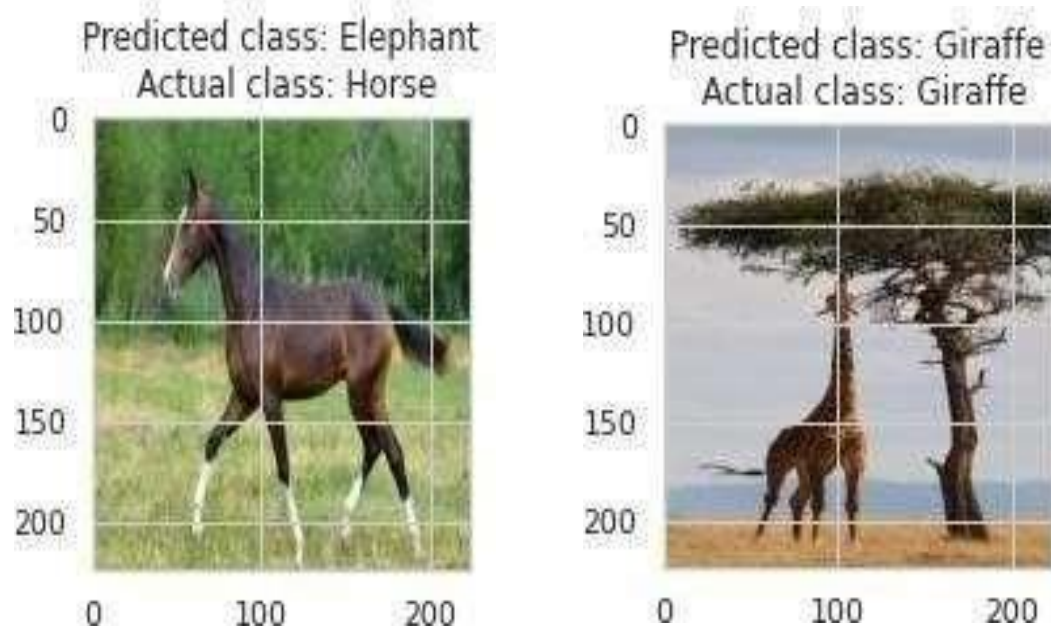 Predicted class: Elephant
Actual class: Horse
0
50
100
150
200
0 100 200
Predicted class: Giraffe
Actual class: Giraffe
0
50
100
150
200
0 100 200